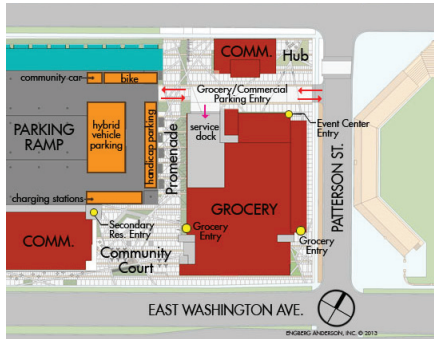 COMM.
Hub
community car
bike
Grocery/Commercial
Parking Entry
PARKING
RAMP
hybrid
vehicle
parking
handicap parking
Promenade
service
dock
Event Center
Entry
PATTERSON ST.
charging stations
GROCERY
Secondary
Res. Entry
Grocery
Entry
Grocery
Entry
COMM.
Community
Court
EAST WASHINGTON AVE.
ENGBERG ANDERSON, INC. © 2013